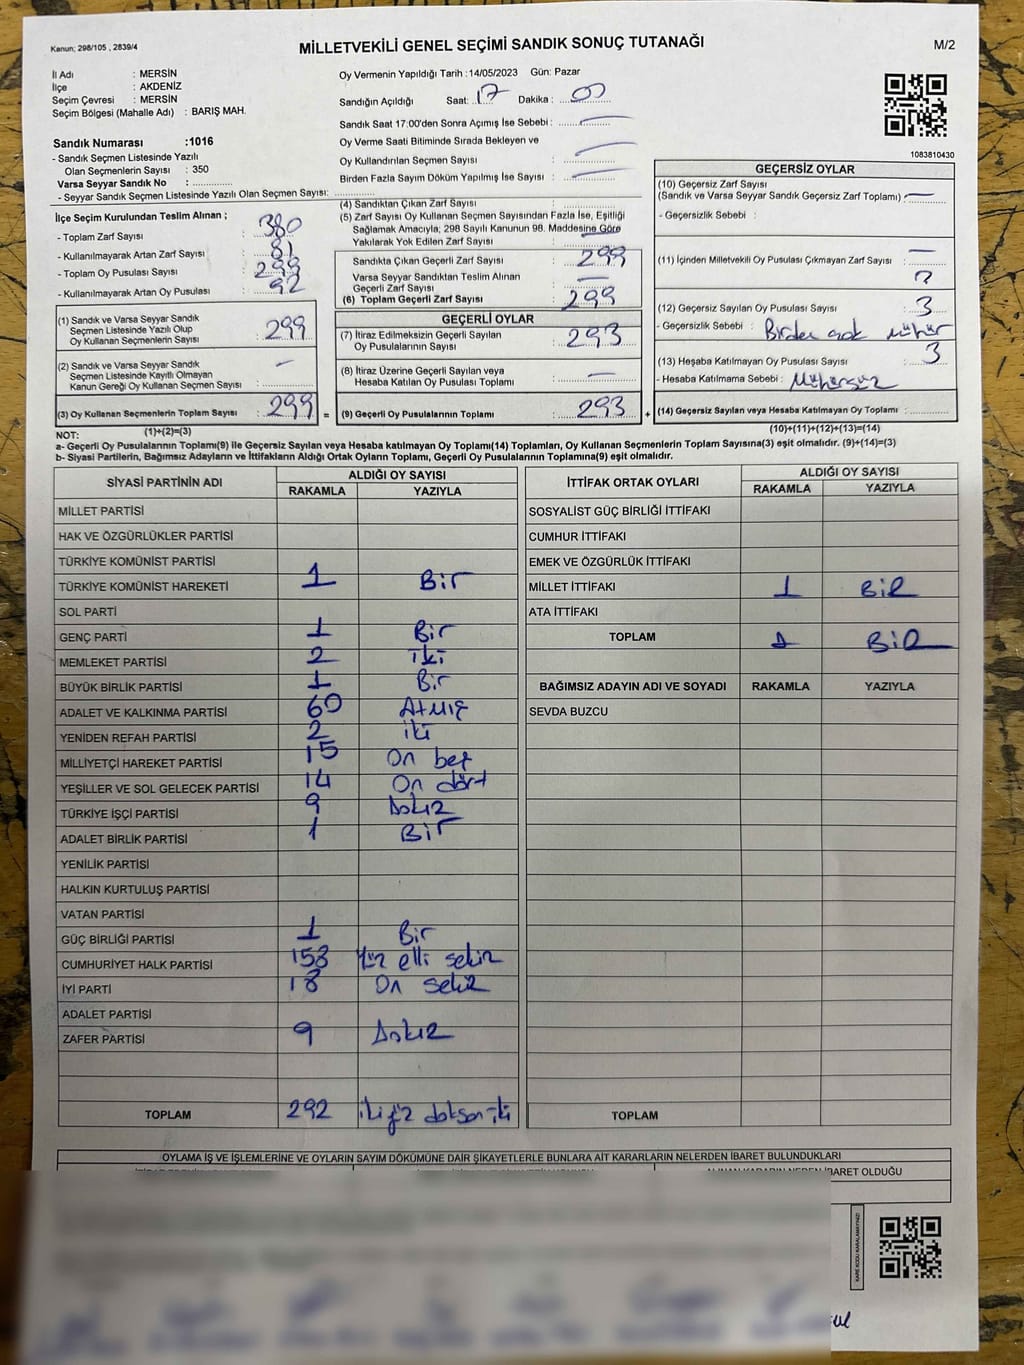 Kanun; 298/105 , 2839/4
MİLLETVEKİLİ GENEL SEÇİMİ SANDIK SONUÇ TUTANAĞI
M/2
İl Adı : MERSİN
İlçe : AKDENİZ
Seçim Çevresi : MERSİN
Seçim Bölgesi (Mahalle Adı) : BARIŞ MAH.
Sandık Numarası :1016
- Sandık Seçmen Listesinde Yazılı
Olan Seçmenlerin Sayısı : 350
Varsa Seyyar Sandık No : ............
- Seyyar Sandık Seçmen Listesinde Yazılı Olan Seçmen Sayısı: ............
Oy Vermenin Yapıldığı Tarih :14/05/2023 Gün: Pazar
Sandığın Açıldığı Saat: 17 Dakika : 00
Sandık Saat 17:00'den Sonra Açımış İse Sebebi : —
Oy Verme Saati Bitiminde Sırada Bekleyen ve
Oy Kullandırılan Seçmen Sayısı : —
Birden Fazla Sayım Döküm Yapılmış İse Sayısı : —
1083810430
İlçe Seçim Kurulundan Teslim Alınan ;
- Toplam Zarf Sayısı : 380
- Kullanılmayarak Artan Zarf Sayısı : 81
- Toplam Oy Pusulası Sayısı :
- Kullanılmayarak Artan Oy Pusulası : 92
(1) Sandık ve Varsa Seyyar Sandık
Seçmen Listesinde Yazılı Olup
Oy Kullanan Seçmenlerin Sayısı : 299
(2) Sandık ve Varsa Seyyar Sandık
Seçmen Listesinde Kayıtlı Olmayan
Kanun Gereği Oy Kullanan Seçmen Sayısı : —
(3) Oy Kullanan Seçmenlerin Toplam Sayısı : 299 =
(1)+(2)=(3)
(4) Sandıktan Çıkan Zarf Sayısı : ............
(5) Zarf Sayısı Oy Kullanan Seçmen Sayısından Fazla İse, Eşitliği
Sağlamak Amacıyla; 298 Sayılı Kanunun 98. Maddesine Göre
Yakılarak Yok Edilen Zarf Sayısı : —
Sandıkta Çıkan Geçerli Zarf Sayısı : 299
Varsa Seyyar Sandıktan Teslim Alınan
Geçerli Zarf Sayısı : —
(6) Toplam Geçerli Zarf Sayısı : 299
GEÇERLİ OYLAR
(7) İtiraz Edilmeksizin Geçerli Sayılan
Oy Pusulalarının Sayısı : 293
(8) İtiraz Üzerine Geçerli Sayılan veya
Hesaba Katılan Oy Pusulası Toplamı : —
(9) Geçerli Oy Pusulalarının Toplamı : 293 +
GEÇERSİZ OYLAR
(10) Geçersiz Zarf Sayısı
(Sandık ve Varsa Seyyar Sandık Geçersiz Zarf Toplamı) : —
- Geçersizlik Sebebi :
(11) İçinden Milletvekili Oy Pusulası Çıkmayan Zarf Sayısı : —
(12) Geçersiz Sayılan Oy Pusulası Sayısı : 3
- Geçersizlik Sebebi : Birden çok mühür
(13) Hesaba Katılmayan Oy Pusulası Sayısı : 3
- Hesaba Katılmama Sebebi : Mühürsüz
(14) Geçersiz Sayılan veya Hesaba Katılmayan Oy Toplamı : ............
(10)+(11)+(12)+(13)=(14)
NOT:
a- Geçerli Oy Pusulalarının Toplamı(9) ile Geçersiz Sayılan veya Hesaba katılmayan Oy Toplamı(14) Toplamları, Oy Kullanan Seçmenlerin Toplam Sayısına(3) eşit olmalıdır. (9)+(14)=(3)
b- Siyasi Partilerin, Bağımsız Adayların ve İttifakların Aldığı Ortak Oyların Toplamı, Geçerli Oy Pusulalarının Toplamına(9) eşit olmalıdır.
SİYASİ PARTİNİN ADI ALDIĞI OY SAYISI
RAKAMLA YAZIYLA
MİLLET PARTİSİ
HAK VE ÖZGÜRLÜKLER PARTİSİ
TÜRKİYE KOMÜNİST PARTİSİ
TÜRKİYE KOMÜNİST HAREKETİ 1 Bir
SOL PARTİ
GENÇ PARTİ 1 Bir
MEMLEKET PARTİSİ 2 iki
BÜYÜK BİRLİK PARTİSİ 1 Bir
ADALET VE KALKINMA PARTİSİ 60 Atmış
YENİDEN REFAH PARTİSİ 2 iki
MİLLİYETÇİ HAREKET PARTİSİ 15 On beş
YEŞİLLER VE SOL GELECEK PARTİSİ 14 On dört
TÜRKİYE İŞÇİ PARTİSİ 9 Dokuz
ADALET BİRLİK PARTİSİ 1 Bir
YENİLİK PARTİSİ
HALKIN KURTULUŞ PARTİSİ
VATAN PARTİSİ
GÜÇ BİRLİĞİ PARTİSİ 1 Bir
CUMHURİYET HALK PARTİSİ 158 Yüz elli sekiz
İYİ PARTİ 18 On sekiz
ADALET PARTİSİ
ZAFER PARTİSİ 9 Dokuz
TOPLAM 292 ikiyüz doksan iki
İTTİFAK ORTAK OYLARI ALDIĞI OY SAYISI
RAKAMLA YAZIYLA
SOSYALİST GÜÇ BİRLİĞİ İTTİFAKI
CUMHUR İTTİFAKI
EMEK VE ÖZGÜRLÜK İTTİFAKI
MİLLET İTTİFAKI 1 BiR
ATA İTTİFAKI
TOPLAM 1 BiR
BAĞIMSIZ ADAYIN ADI VE SOYADI RAKAMLA YAZIYLA
SEVDA BUZCU
TOPLAM
OYLAMA İŞ VE İŞLEMLERİNE VE OYLARIN SAYIM DÖKÜMÜNE DAİR ŞİKAYETLERLE BUNLARA AİT KARARLARIN NELERDEN İBARET BULUNDUKLARI
ALINAN KARARIN NEDEN İBARET OLDUĞU
KARE KODU KARALAMAYINIZ!